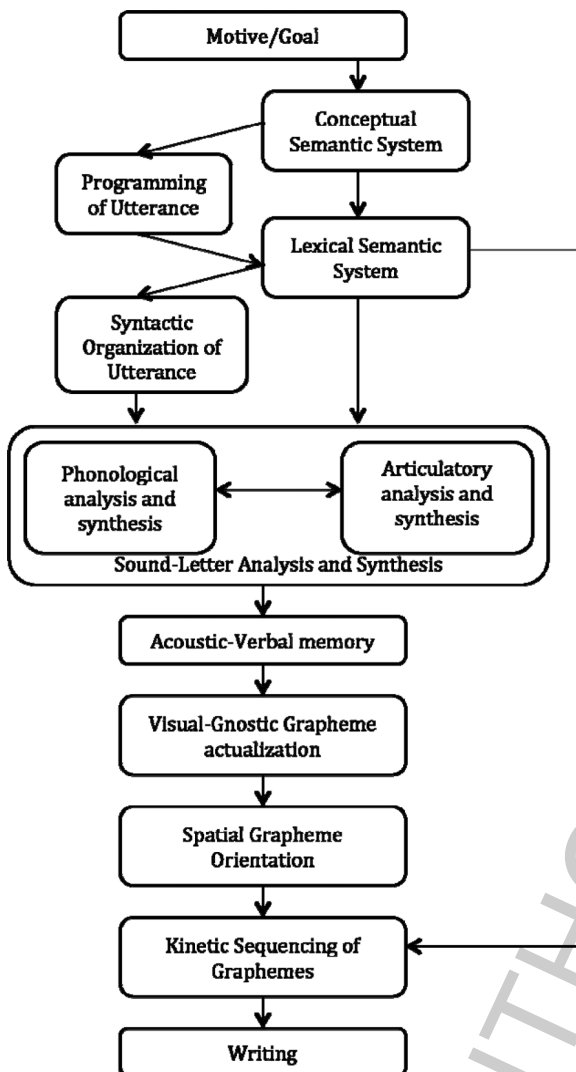 Motive/Goal
Conceptual
Semantic System
Programming
of Utterance
Lexical Semantic
System
Syntactic
Organization of
Utterance
Phonological
analysis and
synthesis
Articulatory
analysis and
synthesis
Sound-Letter Analysis and Synthesis
Acoustic-Verbal memory
Visual-Gnostic Grapheme
actualization
Spatial Grapheme
Orientation
Kinetic Sequencing of
Graphemes
Writing